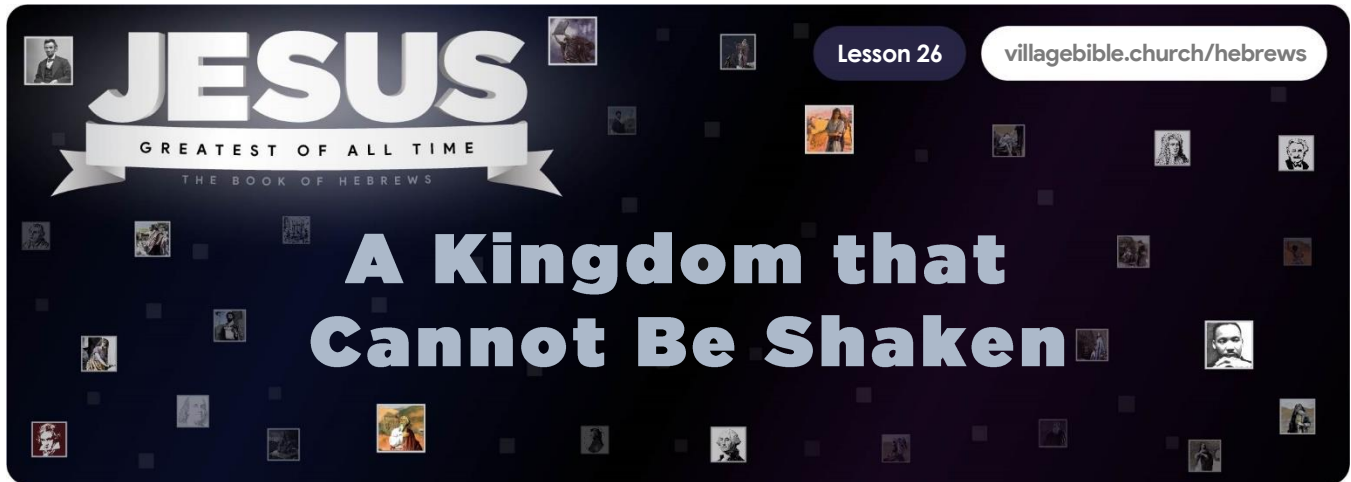 JESUS
GREATEST OF ALL TIME
THE BOOK OF HEBREWS
Lesson 26
villagebible.church/hebrews
A Kingdom that
Cannot Be Shaken